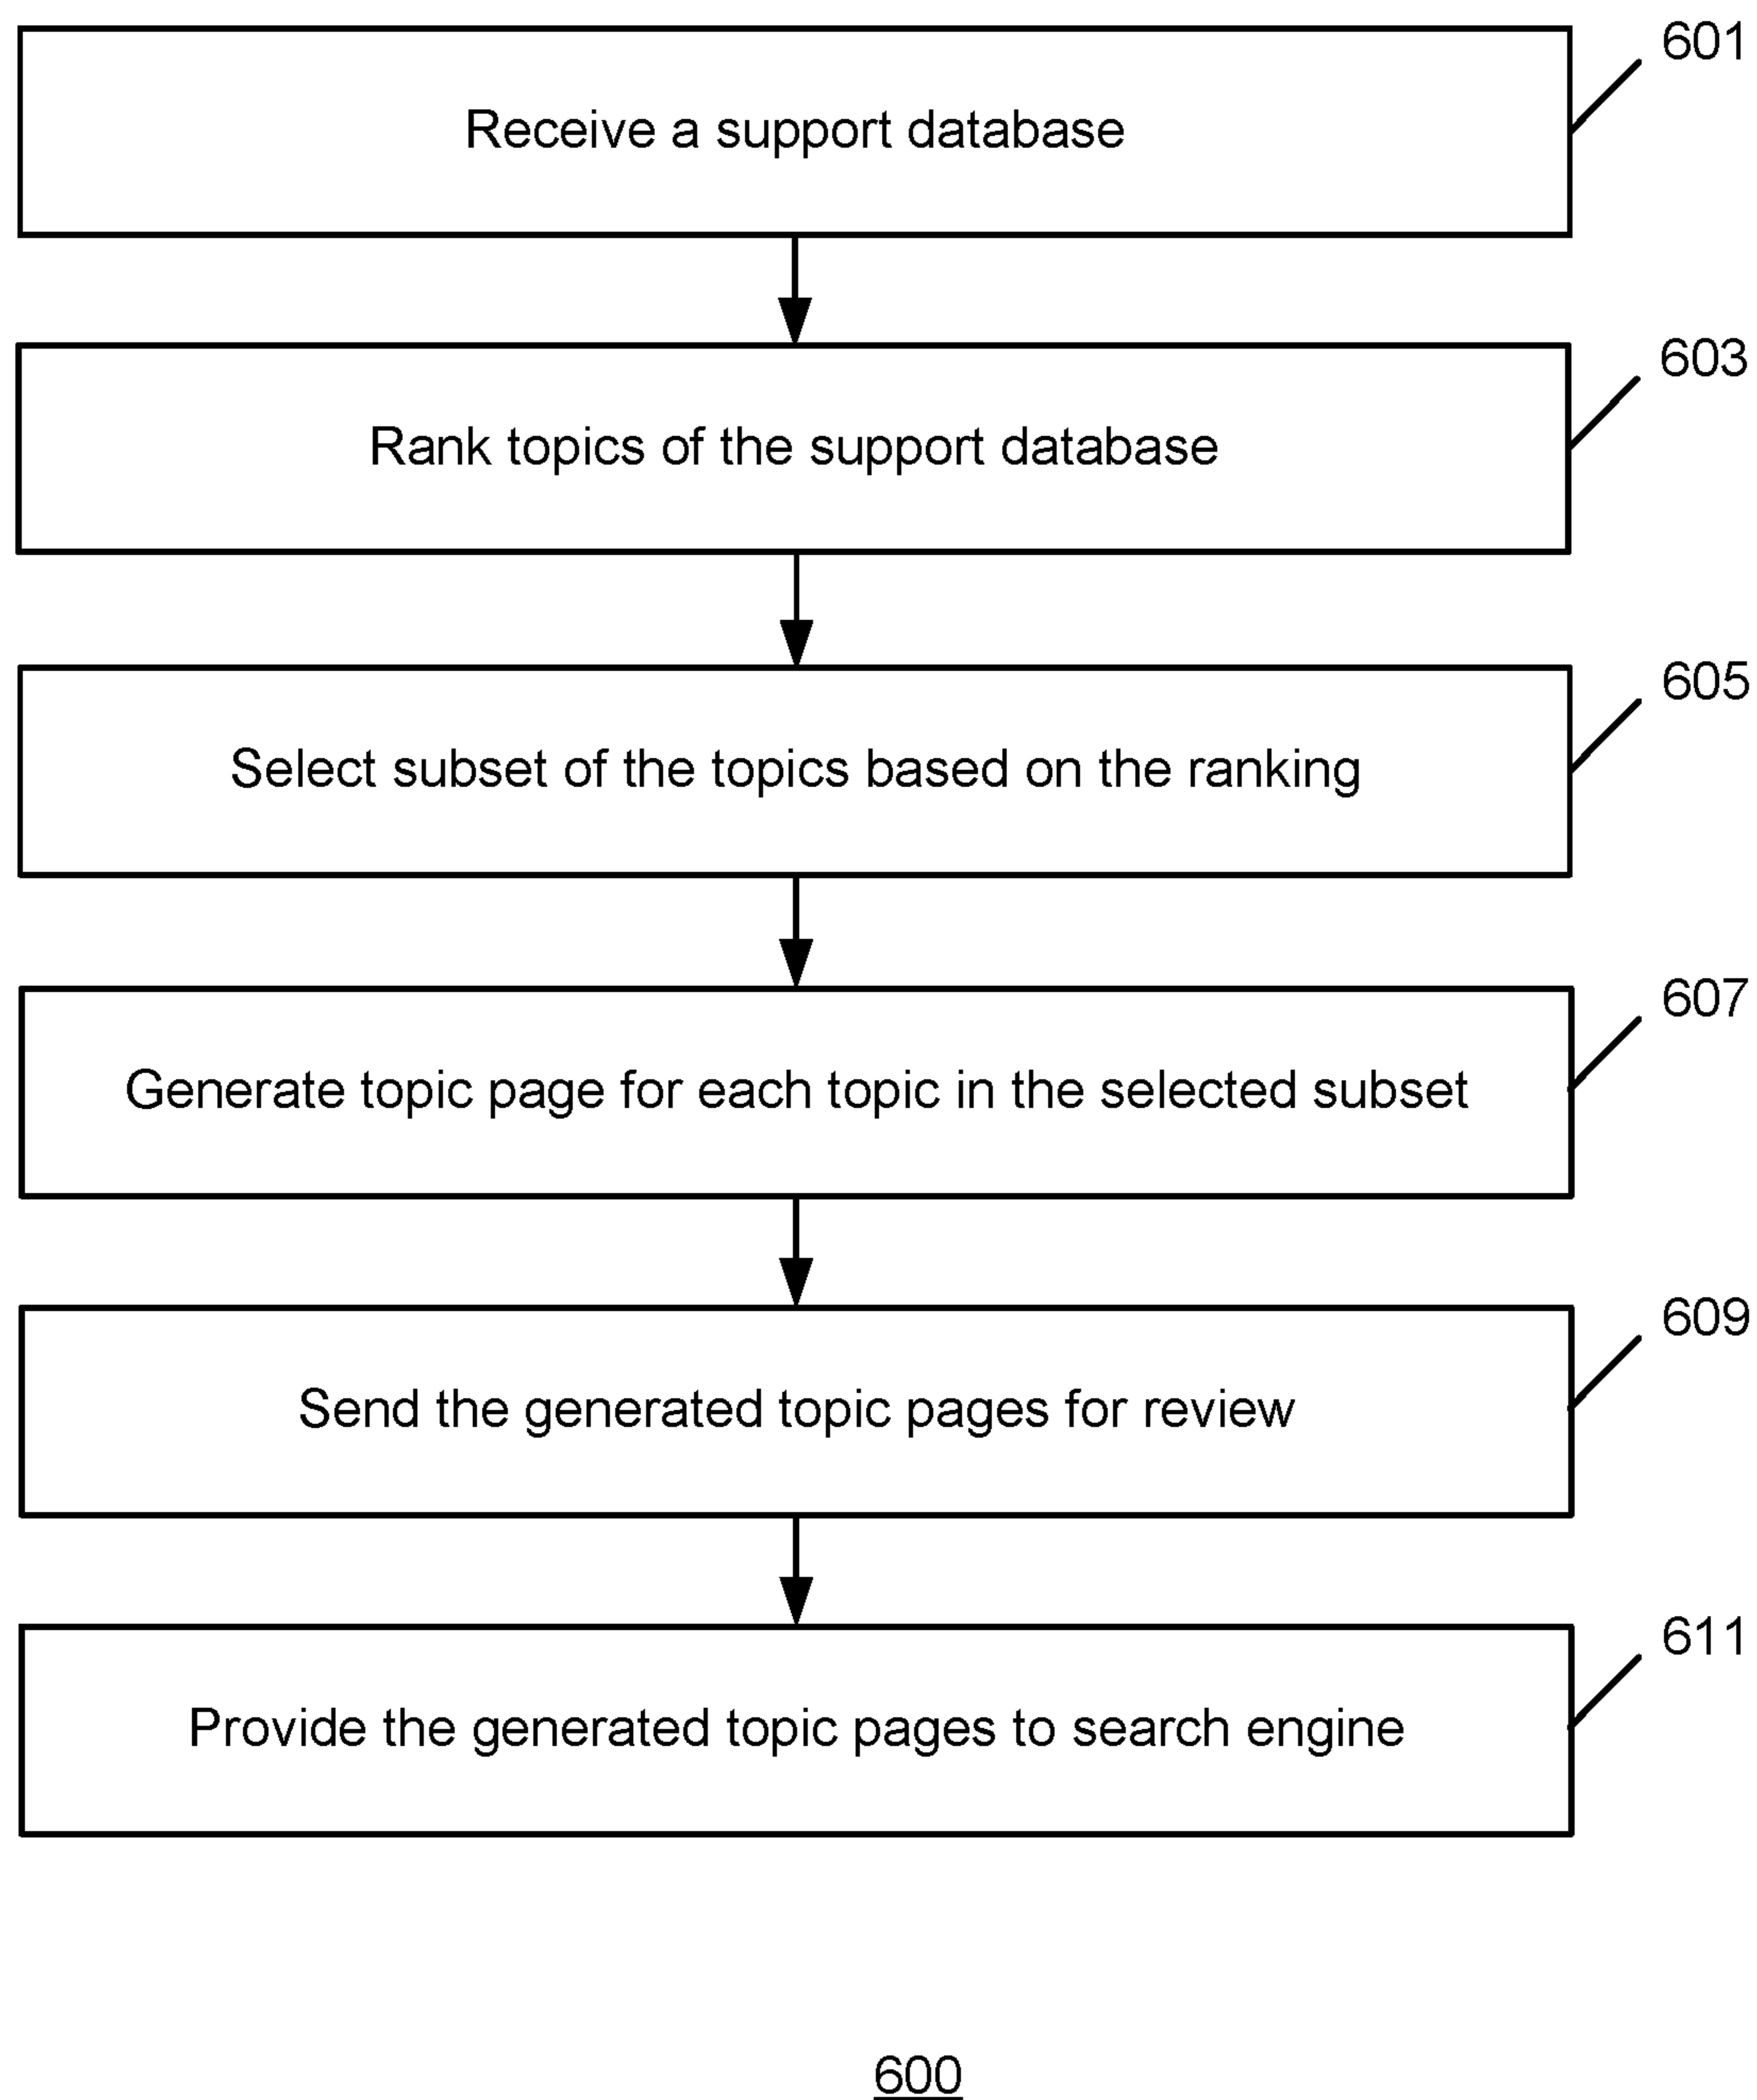 601
Receive a support database
603
Rank topics of the support database
605
Select subset of the topics based on the ranking
607
Generate topic page for each topic in the selected subset
609
Send the generated topic pages for review
611
Provide the generated topic pages to search engine
600